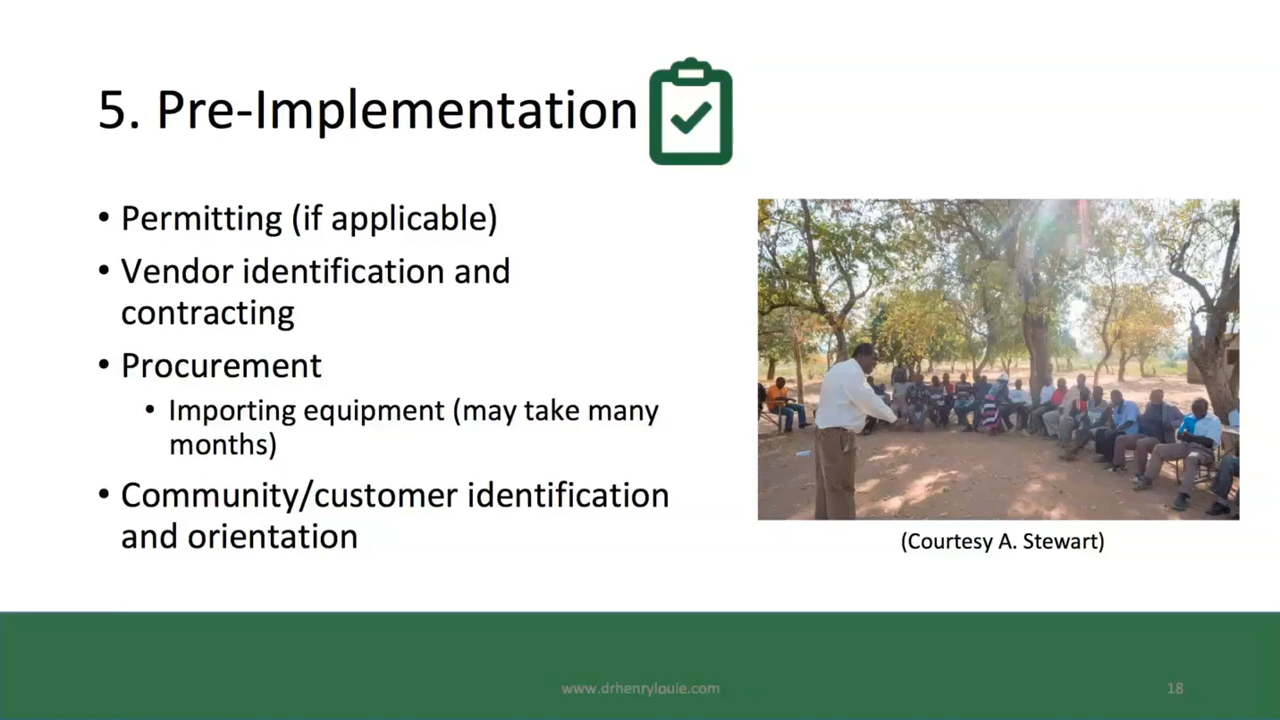 5. Pre-Implementation
• Permitting (if applicable)
• Vendor identification and
contracting
• Procurement
• Importing equipment (may take many
months)
• Community/customer identification
and orientation
(Courtesy A. Stewart)
www.drhenrylouie.com
18